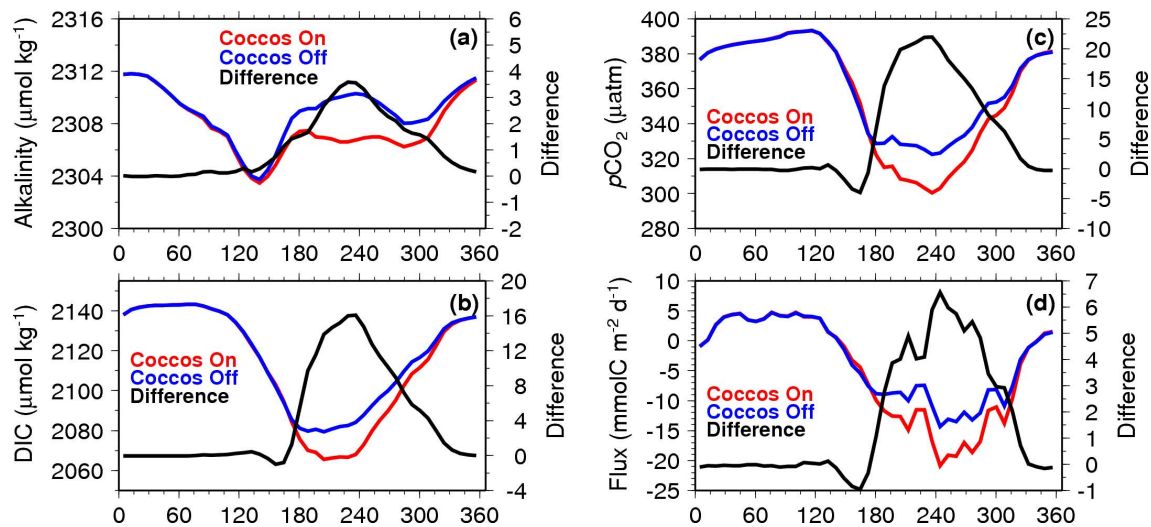 (a)
Coccos On
Coccos Off
Difference
Alkalinity (μmol kg⁻¹)
2316
2312
2308
2304
2300
6
5
4
3
2
1
0
-1
-2
Difference
0 60 120 180 240 300 360
(c)
Coccos On
Coccos Off
Difference
pCO₂ (μatm)
400
380
360
340
320
300
280
25
20
15
10
5
0
-5
-10
Difference
0 60 120 180 240 300 360
(b)
Coccos On
Coccos Off
Difference
DIC (μmol kg⁻¹)
2140
2120
2100
2080
2060
20
16
12
8
4
0
-4
Difference
0 60 120 180 240 300 360
(d)
Coccos On
Coccos Off
Difference
Flux (mmolC m⁻² d⁻¹)
10
5
0
-5
-10
-15
-20
-25
7
6
5
4
3
2
1
0
-1
Difference
0 60 120 180 240 300 360